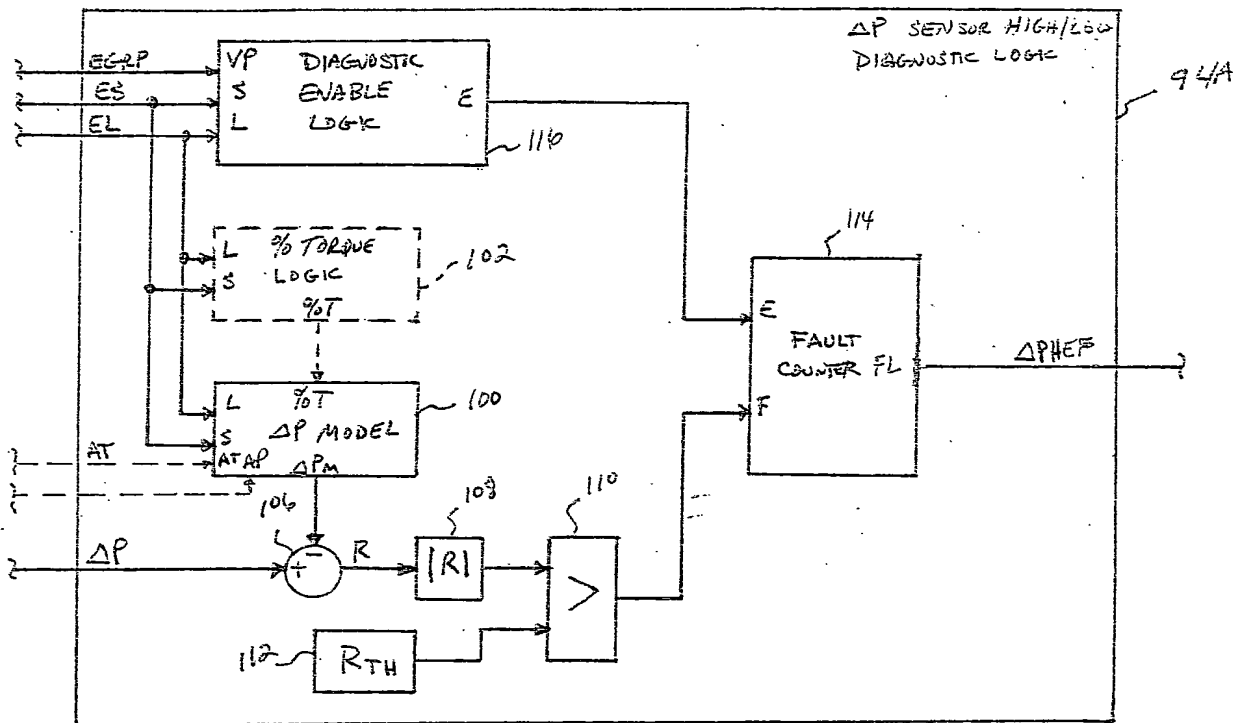 ΔP SENSOR HIGH/LOW
DIAGNOSTIC LOGIC
94A
EGRP
ES
EL
VP DIAGNOSTIC
S ENABLE E
L LOGIC
116
L % TORQUE
S LOGIC
%T
102
114
E
FAULT
COUNTER FL
F
ΔPHEF
L %T
ΔP MODEL
S
AT AP ΔPM
100
AT
106
108
110
ΔP
+
-
R
|R|
>
112
RTH